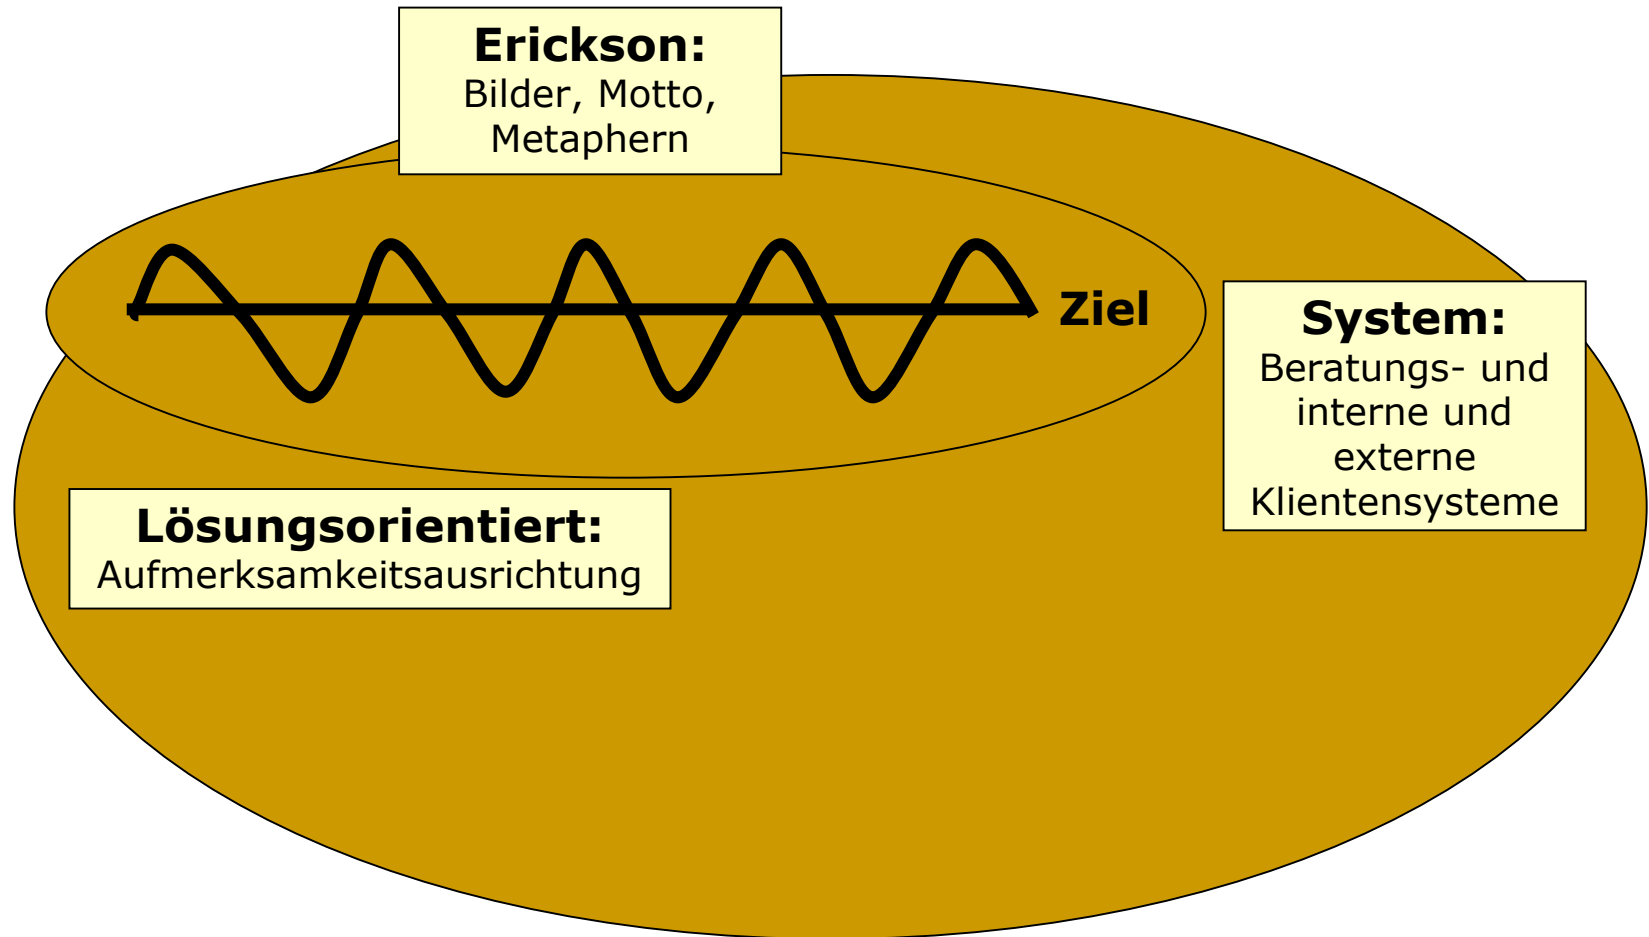 Erickson:
Bilder, Motto,
Metaphern
Ziel
System:
Beratungs- und
interne und
externe
Klientensysteme
Lösungsorientiert:
Aufmerksamkeitsausrichtung